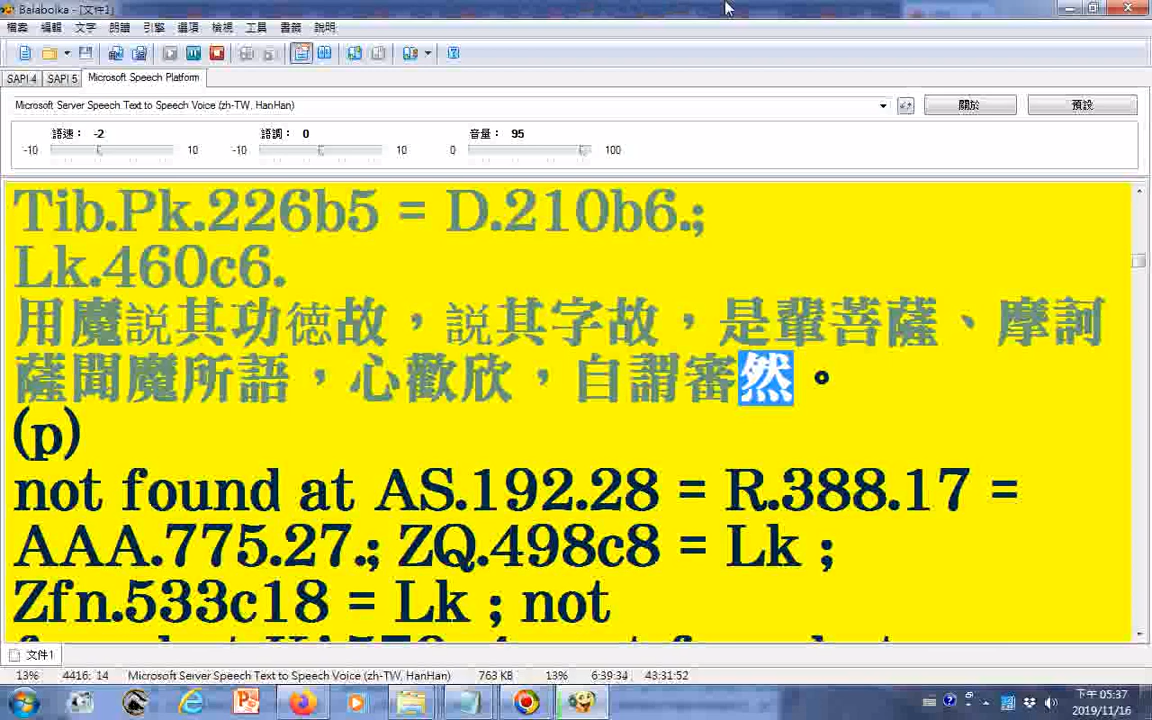 Balabolka - [文件1]
檔案 編輯 文字 朗讀 引擎 選項 檢視 工具 書籤 說明
SAPI 4 SAPI 5 Microsoft Speech Platform
Microsoft Server Speech Text to Speech Voice (zh-TW, HanHan) 關於 預設
語速： -2 語調： 0 音量： 95
-10 10 -10 10 0 100
Tib.Pk.226b5 = D.210b6.;
Lk.460c6.
用魔説其功徳故，説其字故，是輩菩薩、摩訶
薩聞魔所語，心歡欣，自謂審然。
(p)
not found at AS.192.28 = R.388.17 =
AAA.775.27.; ZQ.498c8 = Lk ;
Zfn.533c18 = Lk ; not
文件1
13% 4416: 14 Microsoft Server Speech Text to Speech Voice (zh-TW, HanHan) 763 KB 13% 6:39:34 43:31:52
下午 05:37
2019/11/16